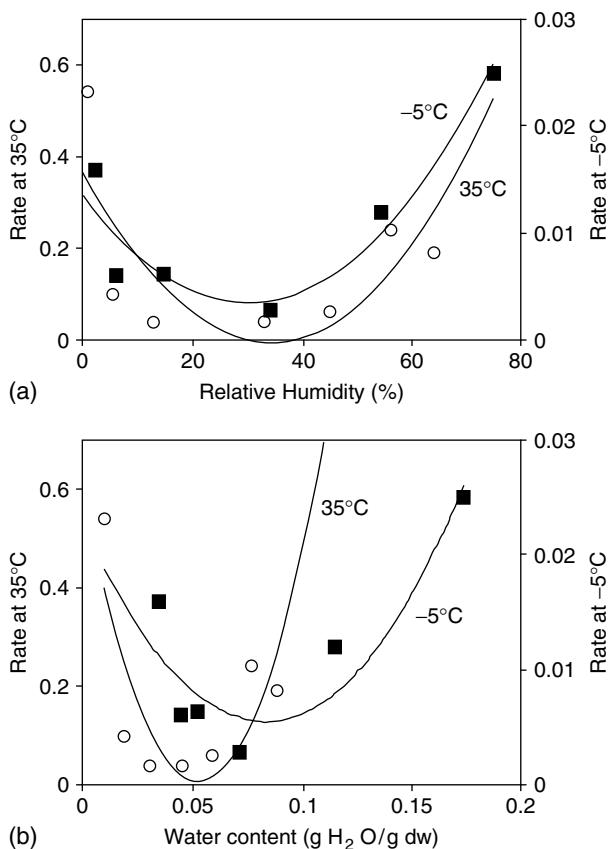 0.6
0.4
0.2
0
0.03
0.02
0.01
0
Rate at 35°C
Rate at −5°C
−5°C
35°C
0
20
40
60
80
(a)
Relative Humidity (%)
0.6
0.4
0.2
0
0.03
0.02
0.01
0
Rate at 35°C
Rate at −5°C
35°C
−5°C
0
0.05
0.1
0.15
0.2
(b)
Water content (g H2 O/g dw)